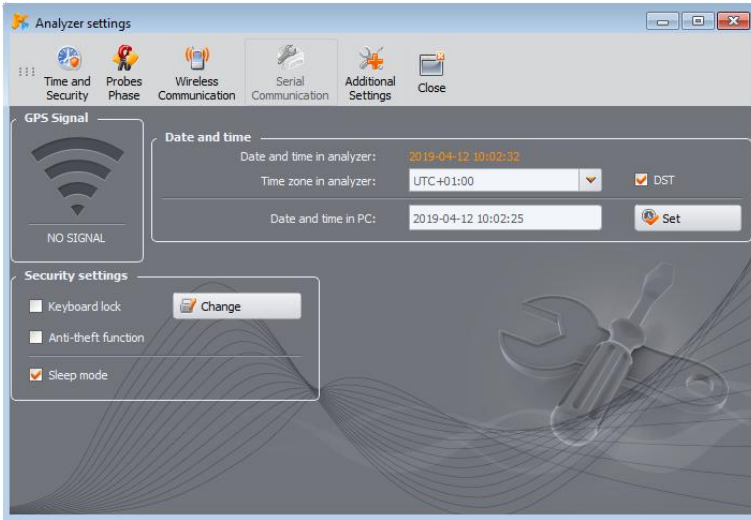 Analyzer settings
Time and Security
Probes Phase
Wireless Communication
Serial Communication
Additional Settings
Close
GPS Signal
NO SIGNAL
Date and time
Date and time in analyzer: 2019-04-12 10:02:32
Time zone in analyzer: UTC+01:00 DST
Date and time in PC: 2019-04-12 10:02:25 Set
Security settings
Keyboard lock Change
Anti-theft function
Sleep mode